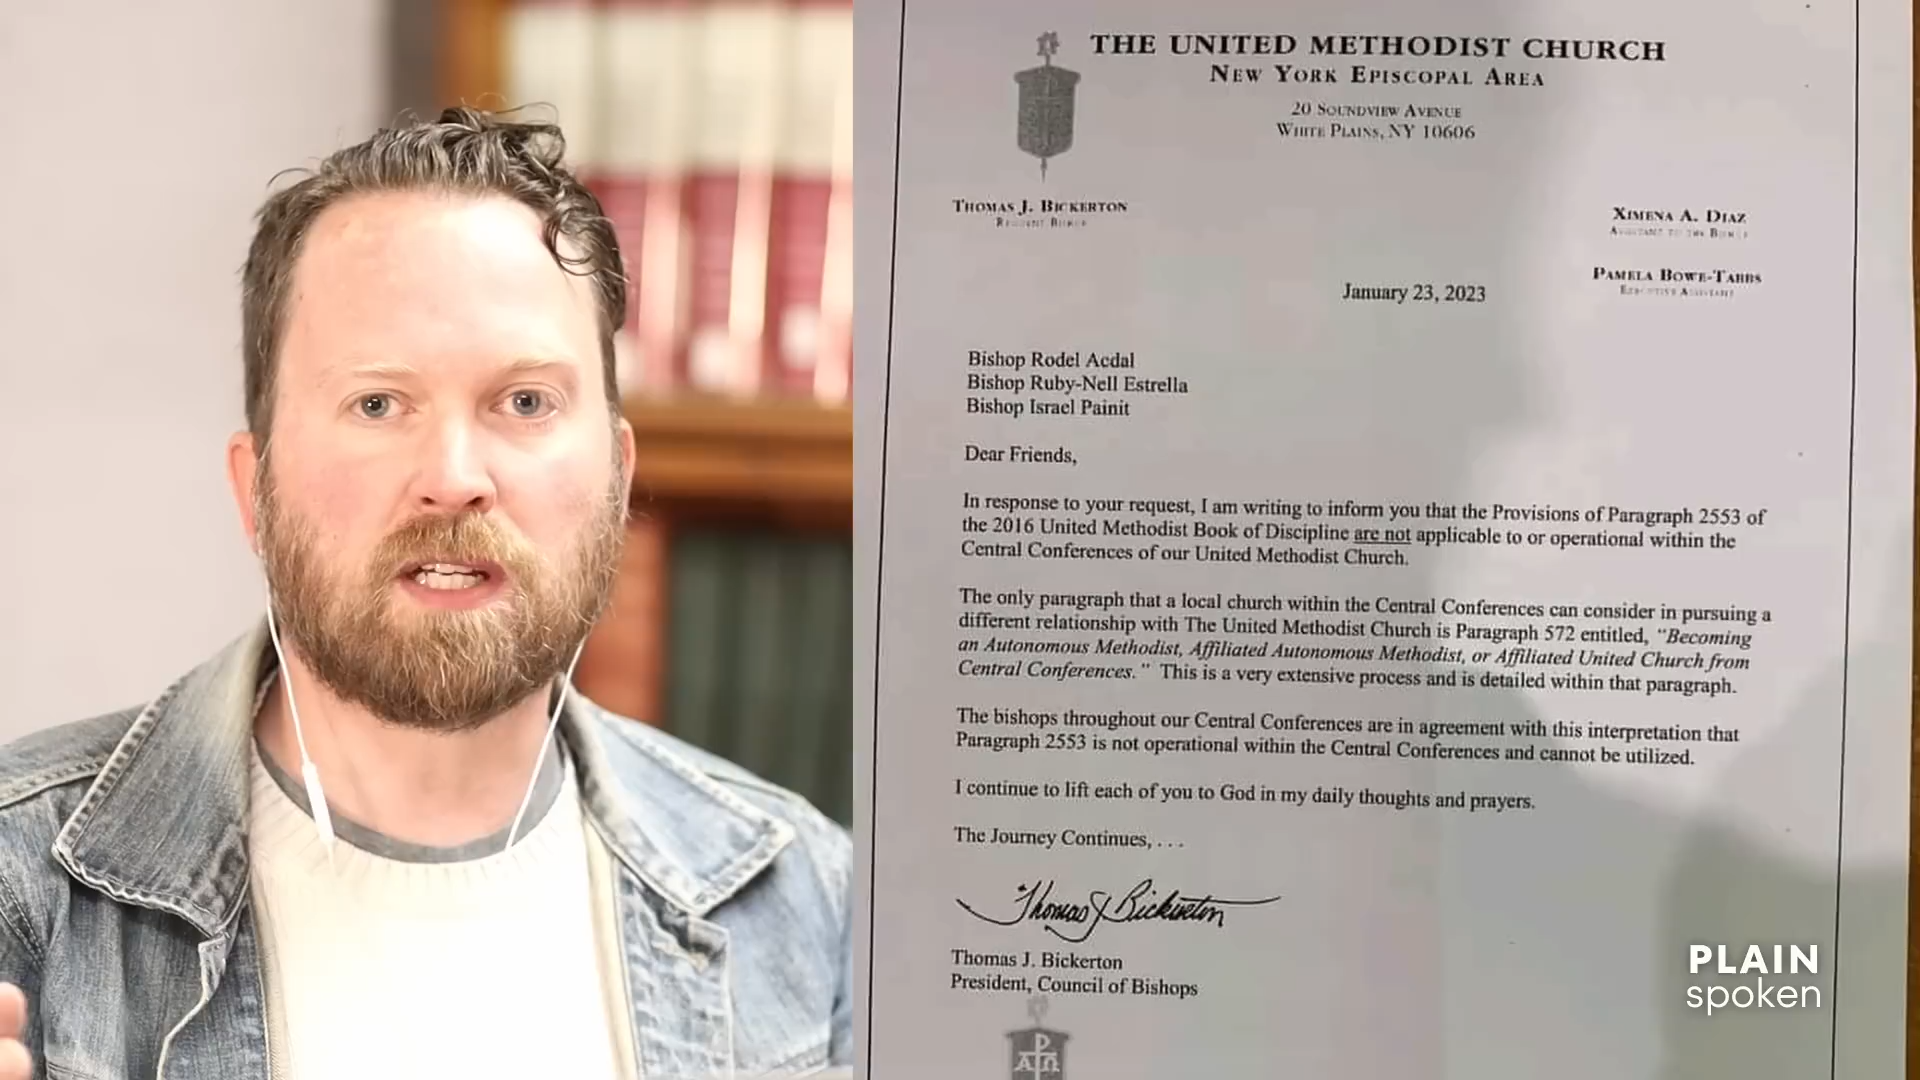 THE UNITED METHODIST CHURCH
NEW YORK EPISCOPAL AREA
20 SOUNDVIEW AVENUE
WHITE PLAINS, NY 10606
THOMAS J. BICKERTON
RESIDENT BISHOP
XIMENA A. DIAZ
ASSISTANT TO THE BISHOP
PAMELA BOWE-TABBS
EXECUTIVE ASSISTANT
January 23, 2023
Bishop Rodel Acdal
Bishop Ruby-Nell Estrella
Bishop Israel Painit
Dear Friends,
In response to your request, I am writing to inform you that the Provisions of Paragraph 2553 of
the 2016 United Methodist Book of Discipline are not applicable to or operational within the
Central Conferences of our United Methodist Church.
The only paragraph that a local church within the Central Conferences can consider in pursuing a
different relationship with The United Methodist Church is Paragraph 572 entitled, "Becoming
an Autonomous Methodist, Affiliated Autonomous Methodist, or Affiliated United Church from
Central Conferences." This is a very extensive process and is detailed within that paragraph.
The bishops throughout our Central Conferences are in agreement with this interpretation that
Paragraph 2553 is not operational within the Central Conferences and cannot be utilized.
I continue to lift each of you to God in my daily thoughts and prayers.
The Journey Continues, . . .
Thomas J Bickerton
Thomas J. Bickerton
President, Council of Bishops
PLAIN
spoken